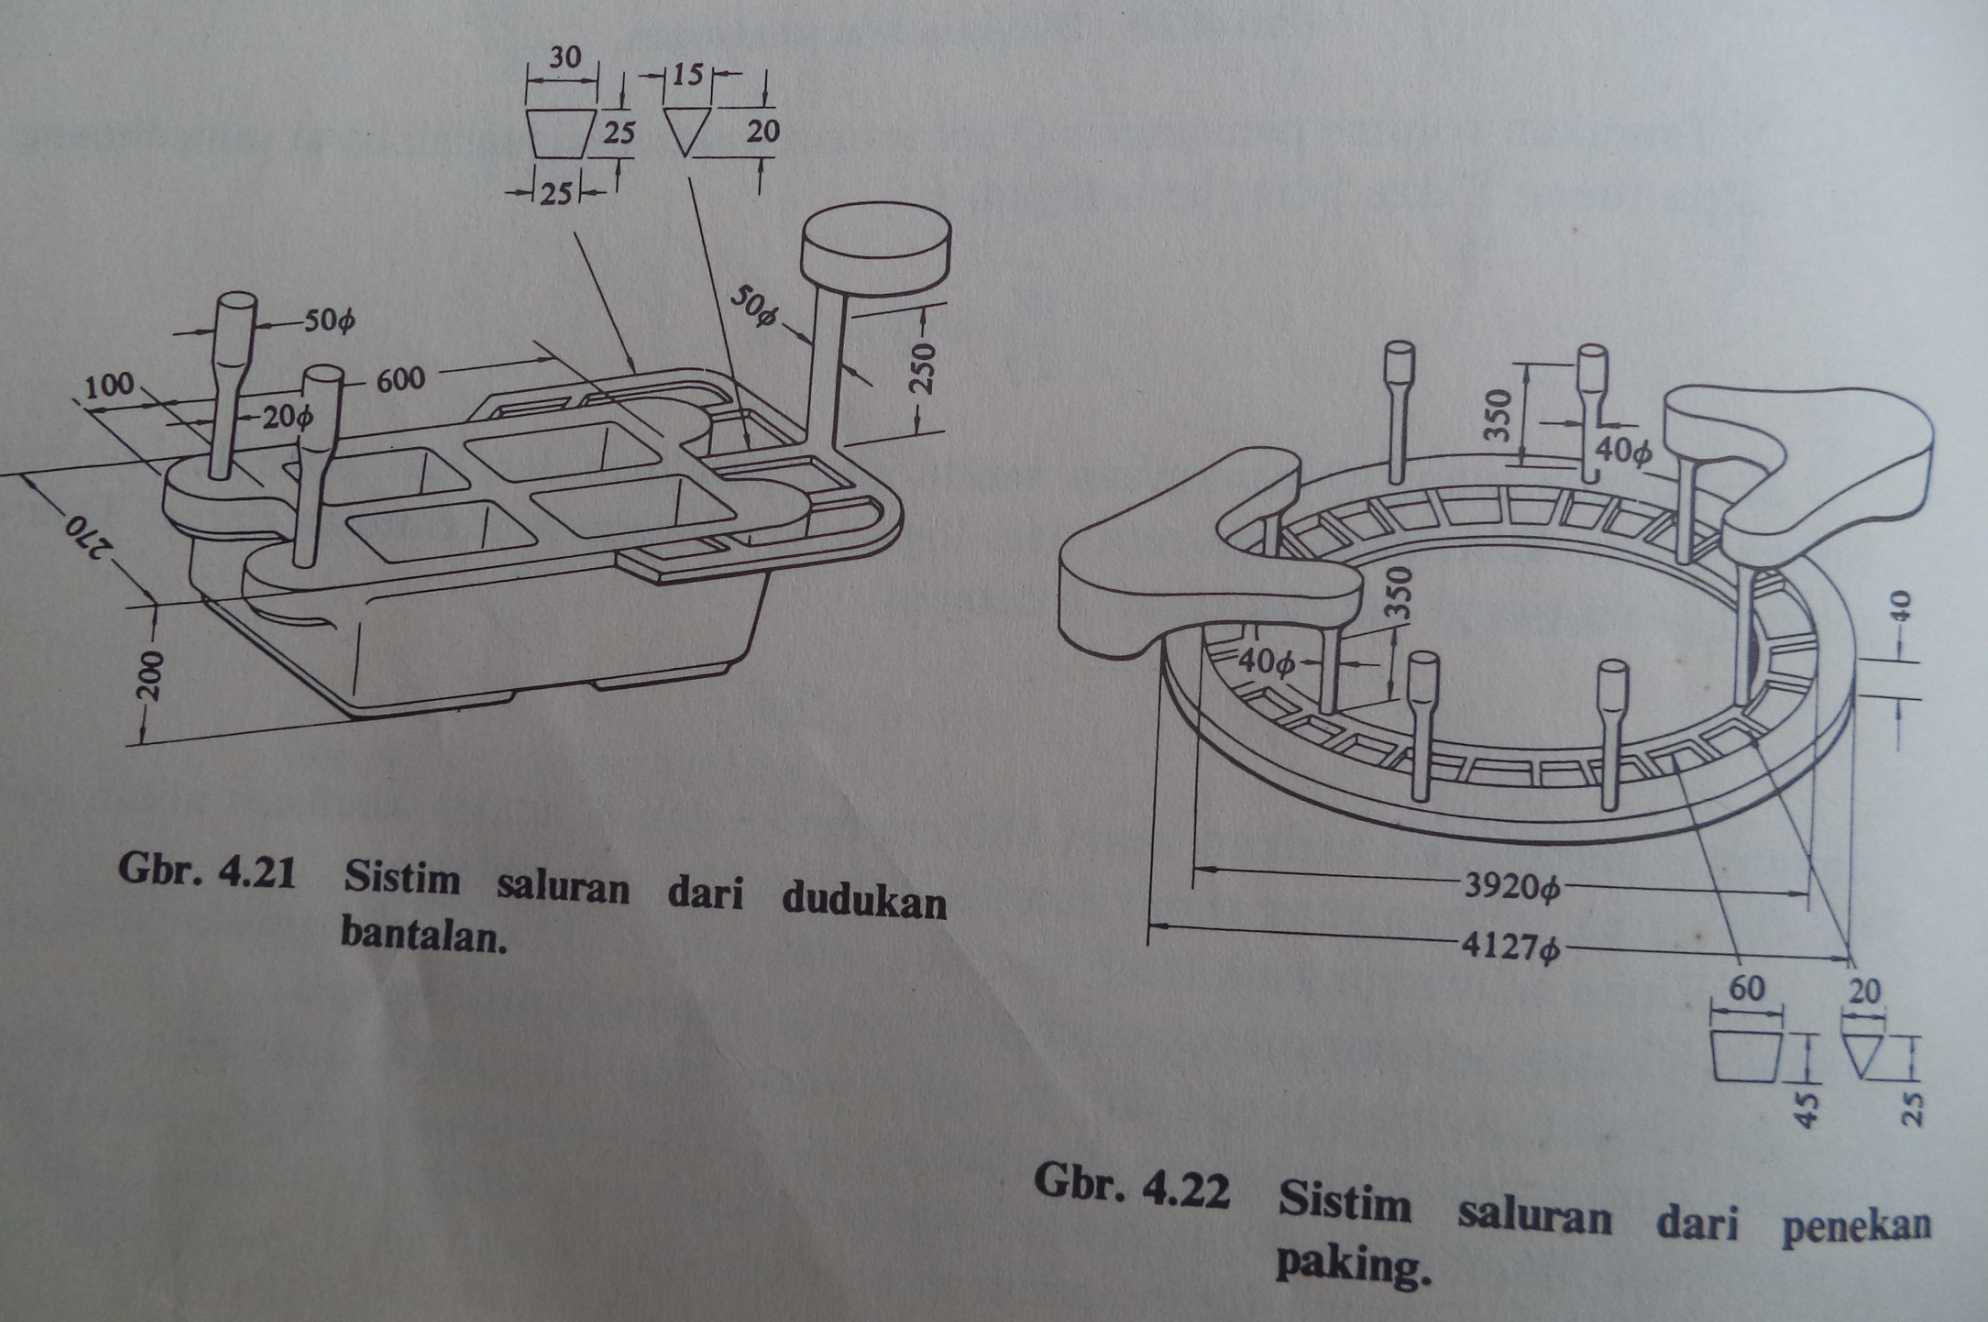 30
15
25
20
25
50φ
50φ
250
100
600
20φ
270
200
Gbr. 4.21 Sistim saluran dari dudukan
bantalan.
350
40φ
350
40φ
40
3920φ
4127φ
60
20
45
25
Gbr. 4.22 Sistim saluran dari penekan
paking.